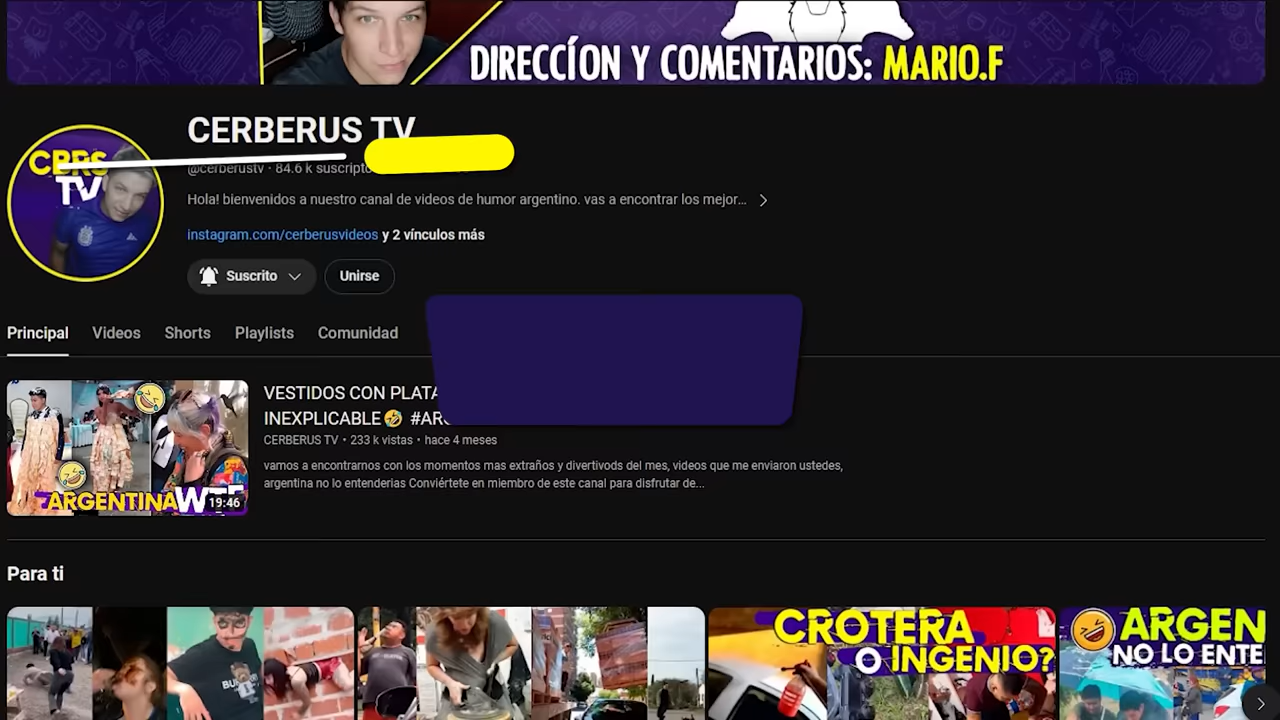 DIRECCÍON Y COMENTARIOS: MARIO.F
CERBERUS TV
CBRS
TV
@cerberustv · 84.6 k
Hola! bienvenidos a nuestro canal de videos de humor argentino. vas a encontrar los mejor...
instagram.com/cerberusvideos y 2 vínculos más
Suscrito
Unirse
Principal
Videos
Shorts
Playlists
Comunidad
VESTIDOS CON
INEXPLICABLE🤣
CERBERUS TV • 233 k vistas • hace 4 meses
vamos a encontrarnos con los momentos mas extraños y divertivods del mes, videos que me enviaron ustedes,
argentina no lo entenderias Conviértete en miembro de este canal para disfrutar de...
ARGENTINA
19:46
Para ti
CROTERA
O INGENIO?
ARGEN
NO LO ENTE